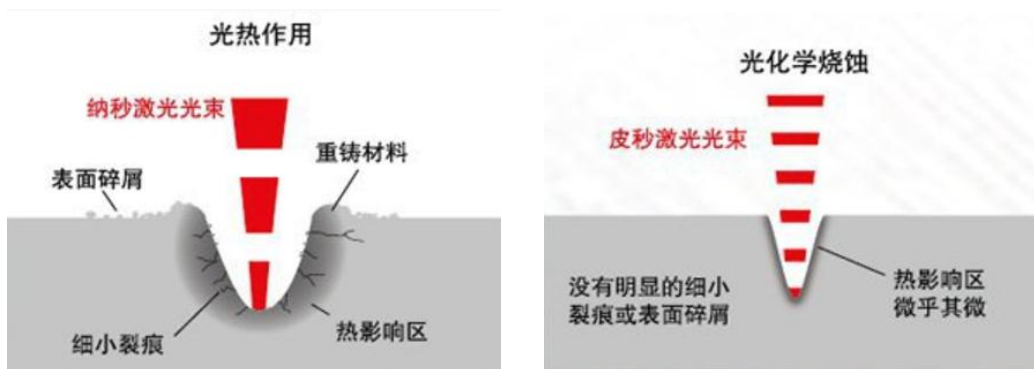 光热作用
纳秒激光光束
重铸材料
表面碎屑
细小裂痕
热影响区
光化学烧蚀
皮秒激光光束
没有明显的细小
裂痕或表面碎屑
热影响区
微乎其微